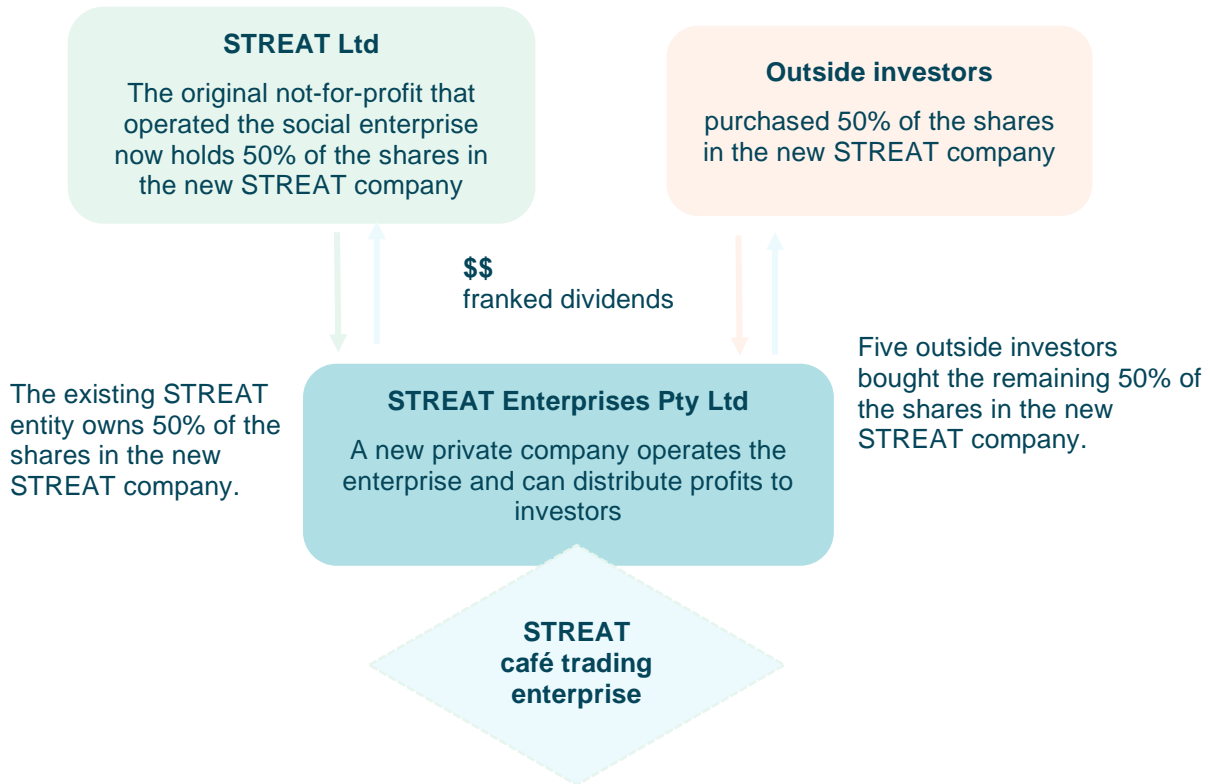 STREAT Ltd
The original not-for-profit that
operated the social enterprise
now holds 50% of the shares in
the new STREAT company
Outside investors
purchased 50% of the shares
in the new STREAT company
$$
franked dividends
The existing STREAT
entity owns 50% of the
shares in the new
STREAT company.
STREAT Enterprises Pty Ltd
A new private company operates the
enterprise and can distribute profits to
investors
Five outside investors
bought the remaining 50% of
the shares in the new
STREAT company.
STREAT
café trading
enterprise